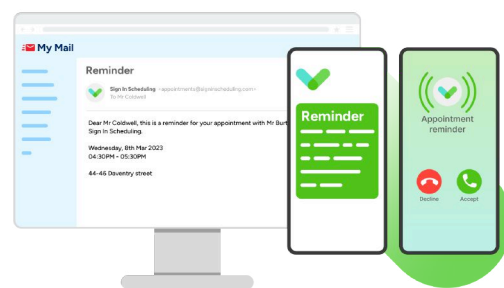 My Mail
Reminder
Sign In Scheduling <appointments@signinscheduling.com>
To Mr Caldwell
Dear Mr Caldwell, this is a reminder for your appointment with Mr Burt
Sign In Scheduling.
Wednesday, 8th Mar 2023
04:30PM - 05:30PM
44-46 Daventry street
Reminder
Appointment
reminder
Decline
Accept